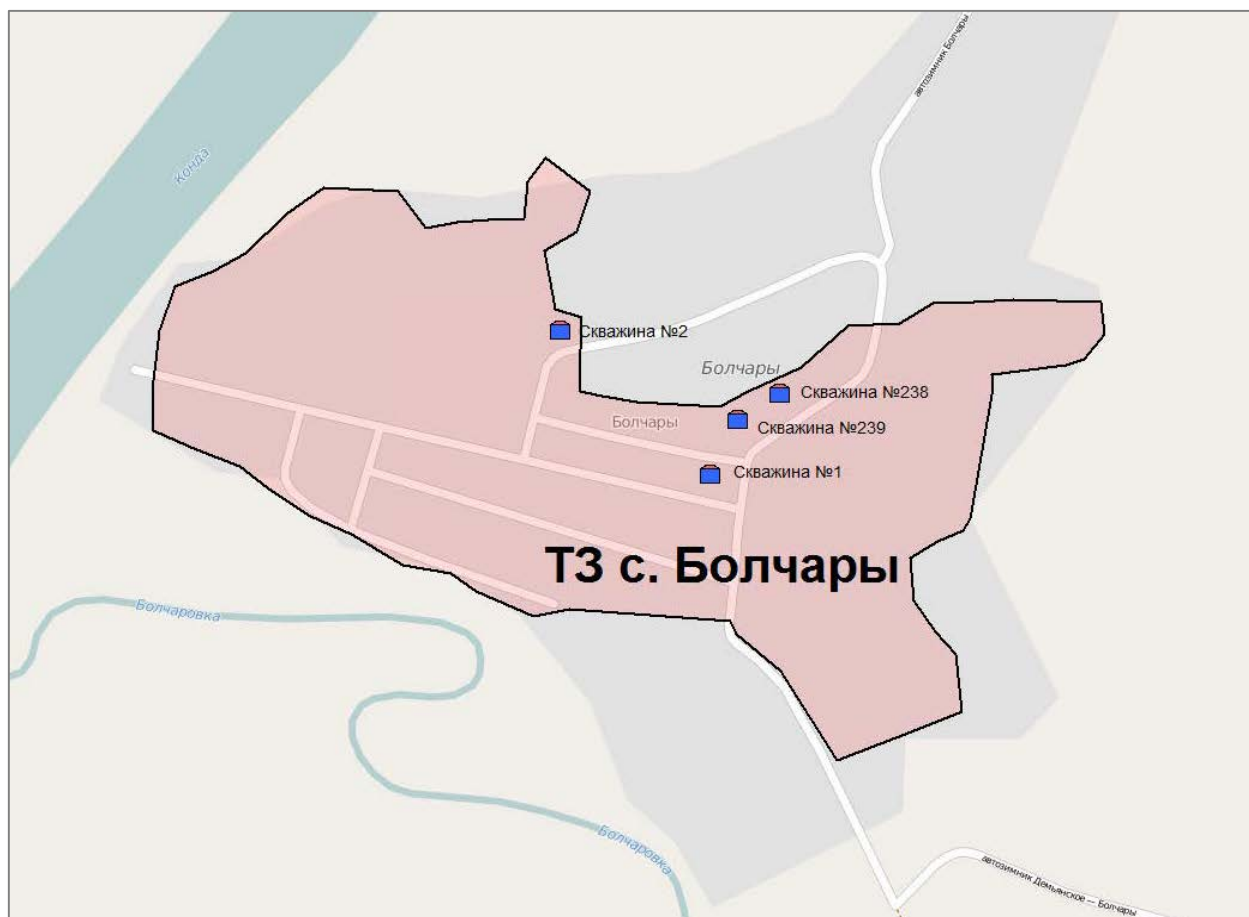 автозимник Болчары
Конда
Скважина №2
Болчары
Скважина №238
Болчары
Скважина №239
Скважина №1
ТЗ с. Болчары
Болчаровка
Болчаровка
автозимник Демьянское — Болчары